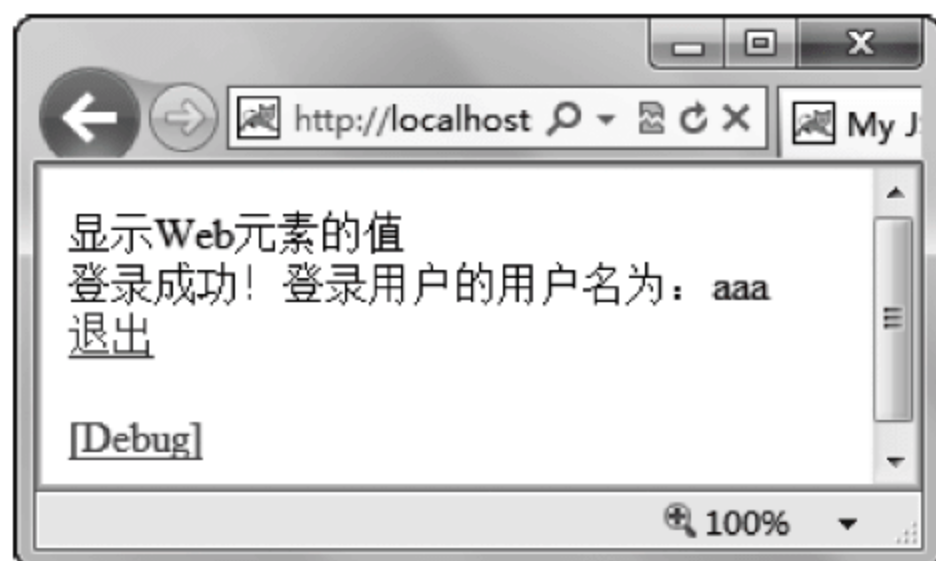 http://localhost
My J
显示Web元素的值
登录成功！登录用户的用户名为：aaa
退出
[Debug]
100%